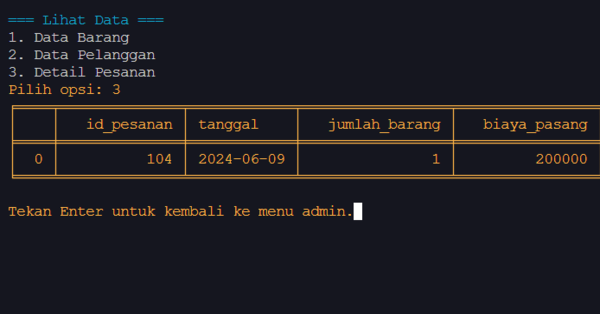 === Lihat Data ===
1. Data Barang
2. Data Pelanggan
3. Detail Pesanan
Pilih opsi: 3
id_pesanan tanggal jumlah_barang biaya_pasang
0 104 2024-06-09 1 200000
Tekan Enter untuk kembali ke menu admin.